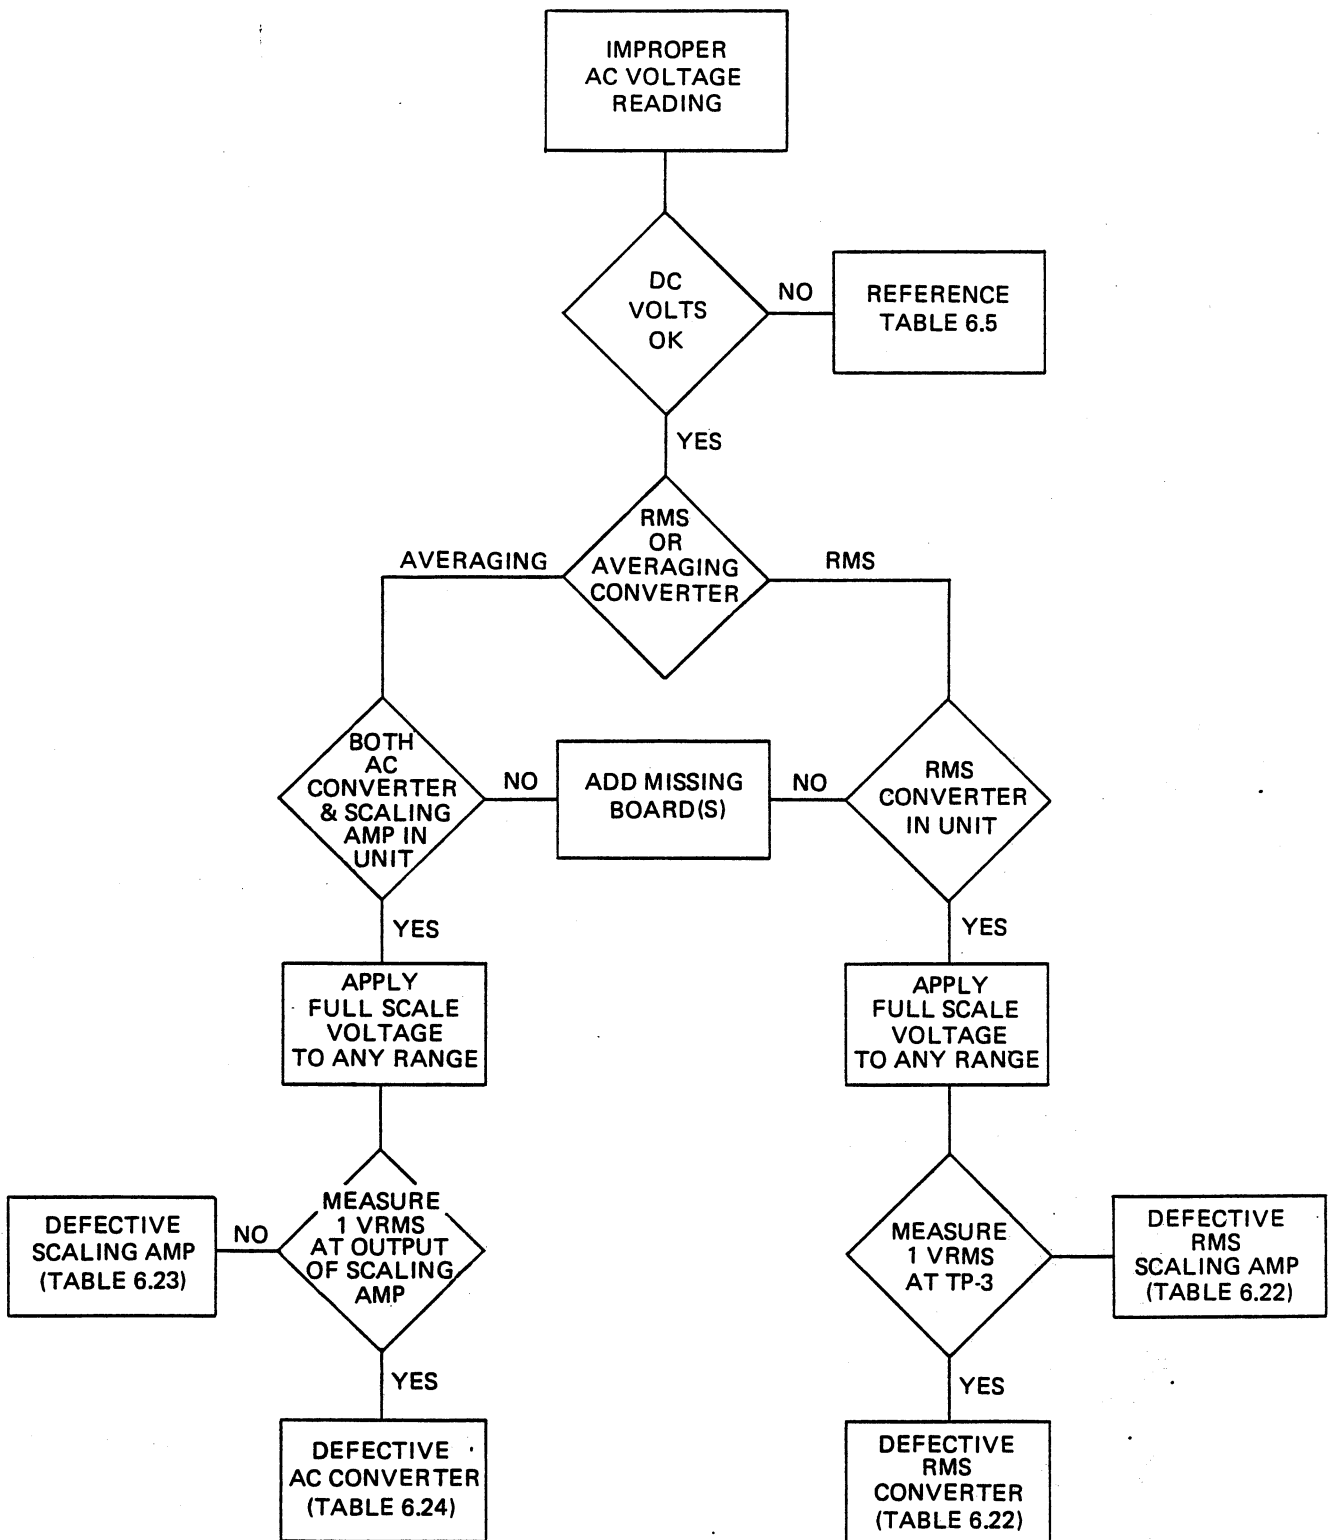 IMPROPER
AC VOLTAGE
READING
DC
VOLTS
OK
NO
REFERENCE
TABLE 6.5
YES
RMS
OR
AVERAGING
CONVERTER
AVERAGING
RMS
BOTH
AC
CONVERTER
& SCALING
AMP IN
UNIT
NO
ADD MISSING
BOARD(S)
NO
RMS
CONVERTER
IN UNIT
YES
YES
APPLY
FULL SCALE
VOLTAGE
TO ANY RANGE
APPLY
FULL SCALE
VOLTAGE
TO ANY RANGE
DEFECTIVE
SCALING AMP
(TABLE 6.23)
NO
MEASURE
1 VRMS
AT OUTPUT
OF SCALING
AMP
MEASURE
1 VRMS
AT TP-3
DEFECTIVE
RMS
SCALING AMP
(TABLE 6.22)
YES
YES
DEFECTIVE
AC CONVERTER
(TABLE 6.24)
DEFECTIVE
RMS
CONVERTER
(TABLE 6.22)